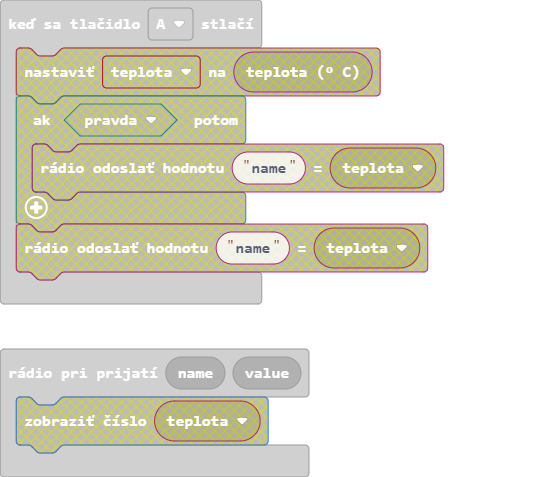 keď sa tlačidlo A stlačí
nastaviť teplota na teplota (° C)
ak pravda potom
rádio odoslať hodnotu "name" = teplota
rádio odoslať hodnotu "name" = teplota
rádio pri prijatí name value
zobraziť číslo teplota